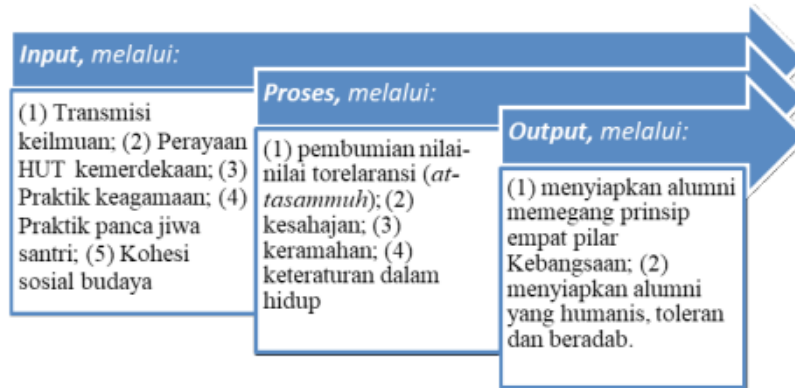 Input, melalui:
(1) Transmisi
keilmuan; (2) Perayaan
HUT kemerdekaan; (3)
Praktik keagamaan; (4)
Praktik panca jiwa
santri; (5) Kohesi
sosial budaya
Proses, melalui:
(1) pembumian nilai-
nilai torelaransi (at-
tasammuh); (2)
kesahajan; (3)
keramahan; (4)
keteraturan dalam
hidup
Output, melalui:
(1) menyiapkan alumni
memegang prinsip
empat pilar
Kebangsaan; (2)
menyiapkan alumni
yang humanis, toleran
dan beradab.